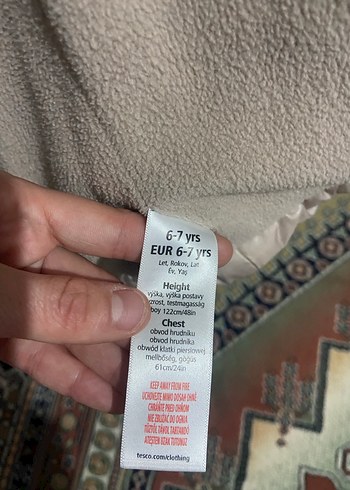 6-7 yrs
EUR 6-7 yrs
Let, Rokov, Lat
Év, Yaş
Height
výška, výška postavy
wzrost, testmagasság
boy 122cm/48in
Chest
obvod hrudníku
obvod hrudníka
obwód klatki piersiowej
mellbőség, göğüs
61cm/24in
KEEP AWAY FROM FIRE
UCHOVEJTE MIMO DOSAH OHNĚ
CHRÁŇTE PRED OHŇOM
NIE ZBLIŻAĆ DO OGNIA
TŰZTŐL TÁVOL TARTANDÓ
ATEŞTEN UZAK TUTUNUZ
tesco.com/clothing